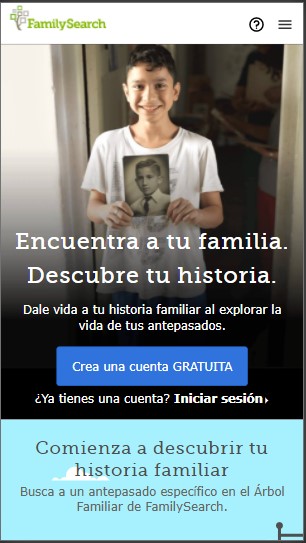 FamilySearch
Encuentra a tu familia.
Descubre tu historia.
Dale vida a tu historia familiar al explorar la
vida de tus antepasados.
Crea una cuenta GRATUITA
¿Ya tienes una cuenta? Iniciar sesión
Comienza a descubrir tu
historia familiar
Busca a un antepasado específico en el Árbol
Familiar de FamilySearch.